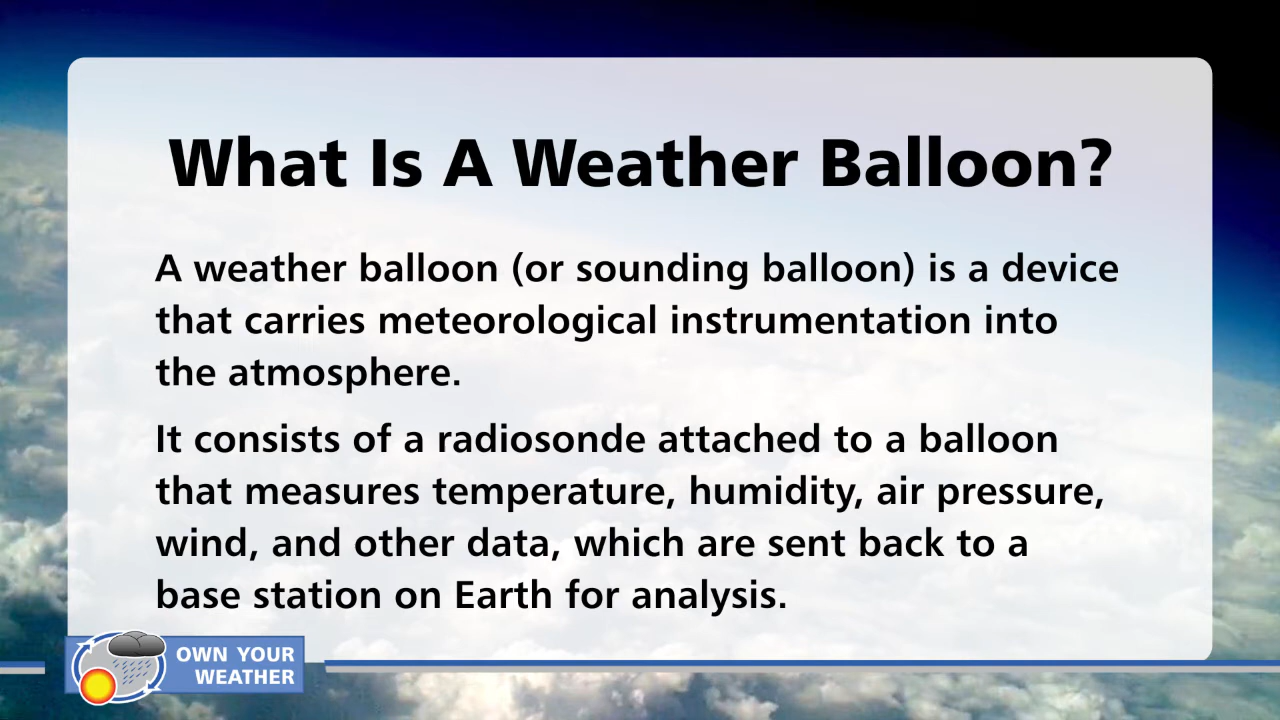 What Is A Weather Balloon?
A weather balloon (or sounding balloon) is a device
that carries meteorological instrumentation into
the atmosphere.
It consists of a radiosonde attached to a balloon
that measures temperature, humidity, air pressure,
wind, and other data, which are sent back to a
base station on Earth for analysis.
OWN YOUR
WEATHER